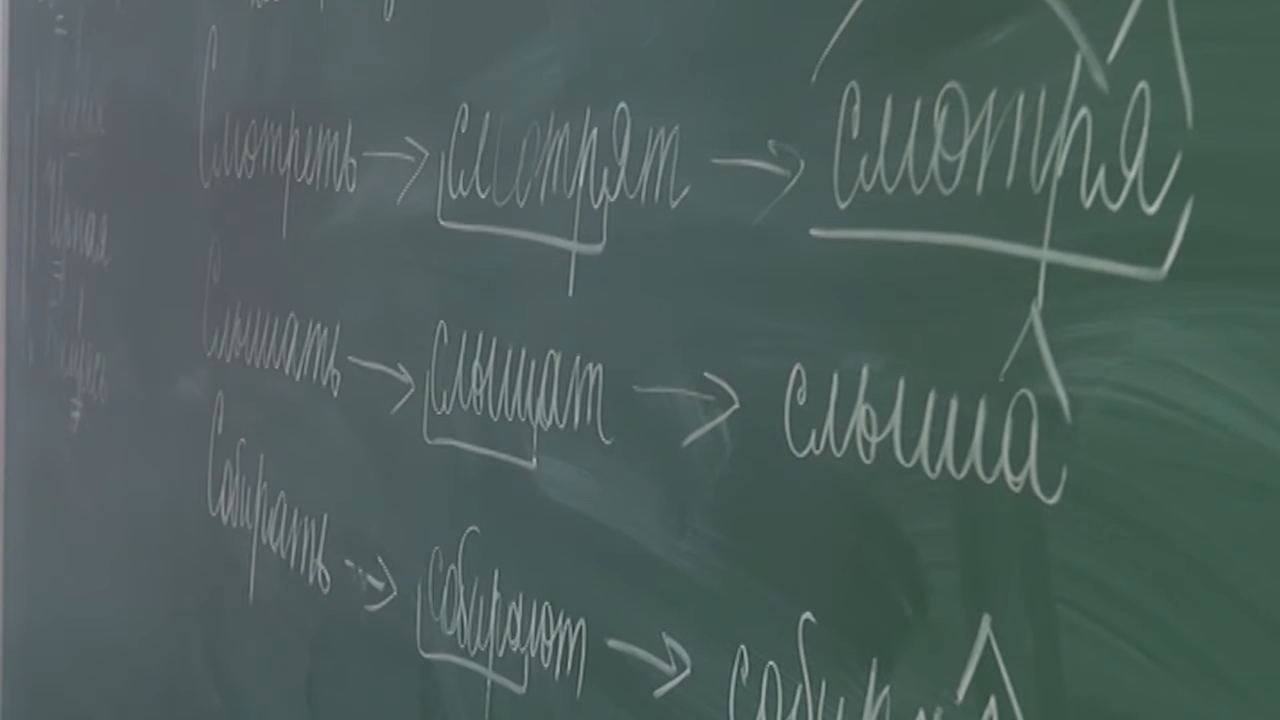 Смотреть → смотрят → смотря
Слышать → слышат → слыша
Собирать → собирают →